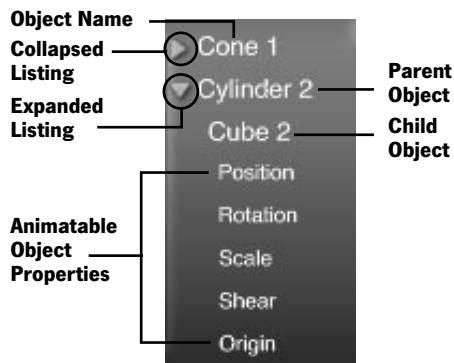 Object Name
Collapsed
Listing
Expanded
Listing
Animatable
Object
Properties
Cone 1
Cylinder 2
Cube 2
Position
Rotation
Scale
Shear
Origin
Parent
Object
Child
Object